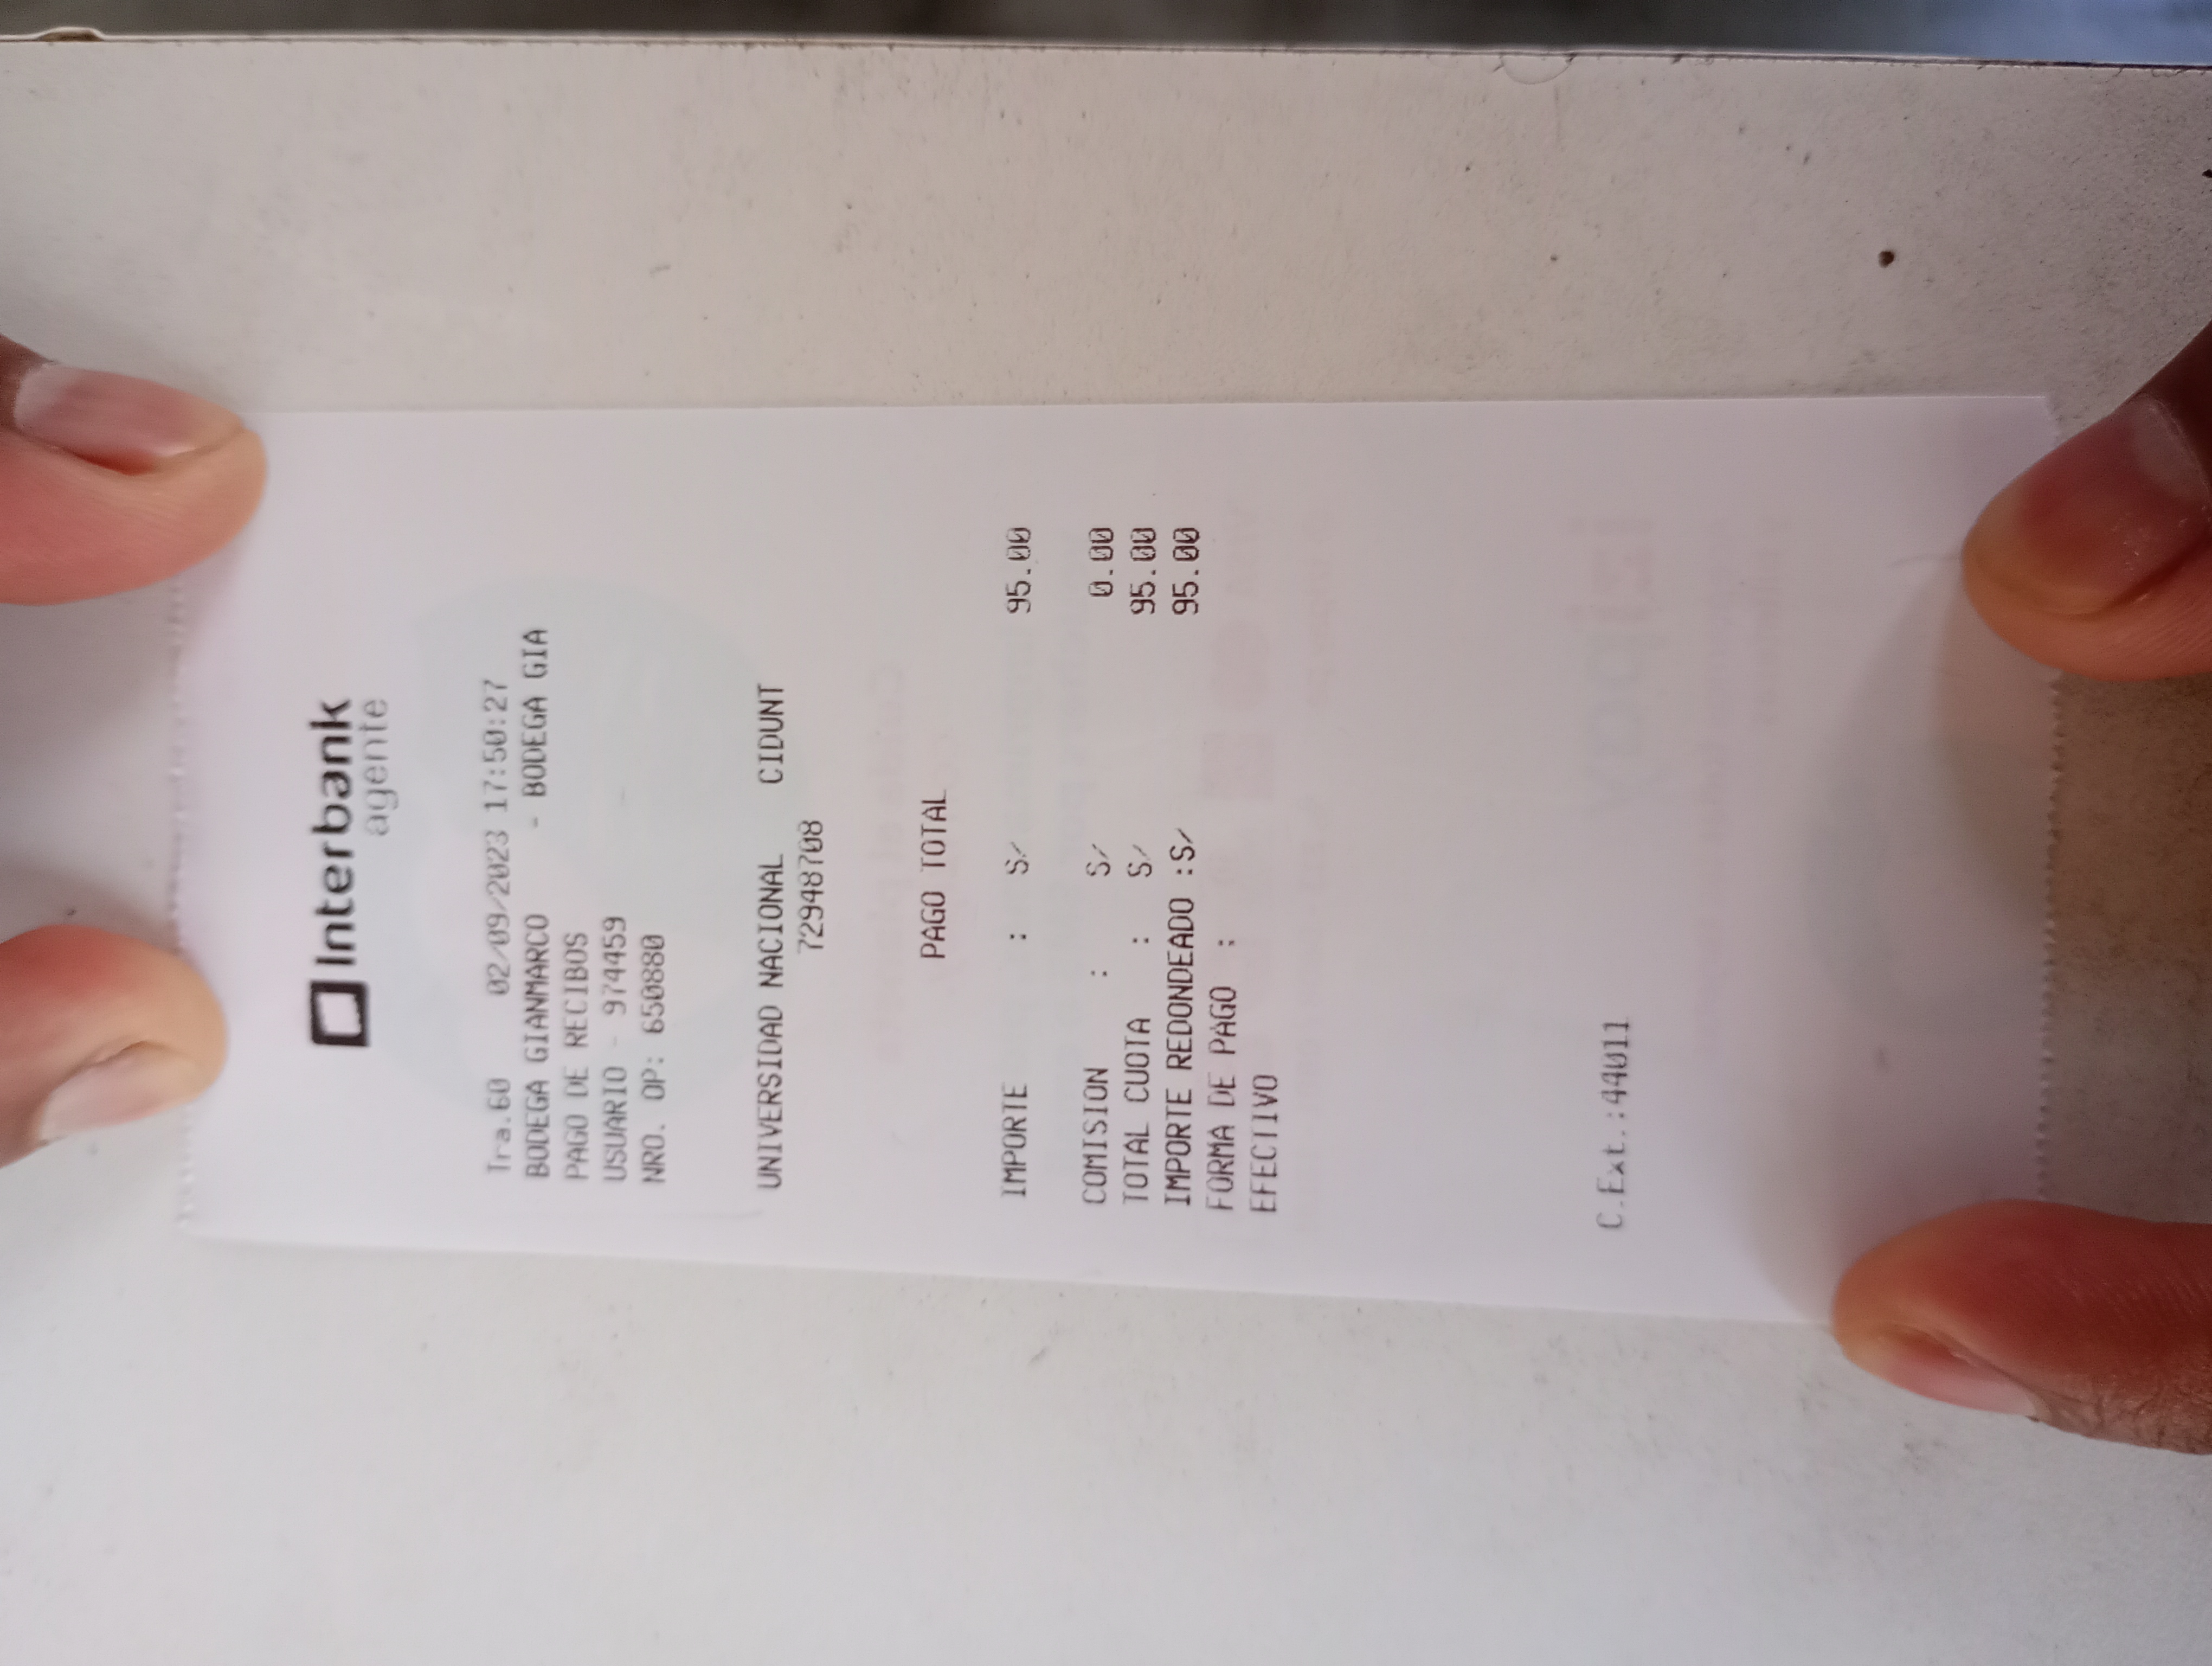 Interbank
agente
Tra.60 02/09/2023 17:50:27
BODEGA GIANMARCO - BODEGA GIA
PAGO DE RECIBOS
USUARIO - 974459
NRO. OP: 650880
UNIVERSIDAD NACIONAL CIDUNT
72948708
PAGO TOTAL
IMPORTE : S/ 95.00
COMISION : S/ 0.00
TOTAL CUOTA : S/ 95.00
IMPORTE REDONDEADO :S/ 95.00
FORMA DE PAGO :
EFECTIVO
C.Ext.:44011